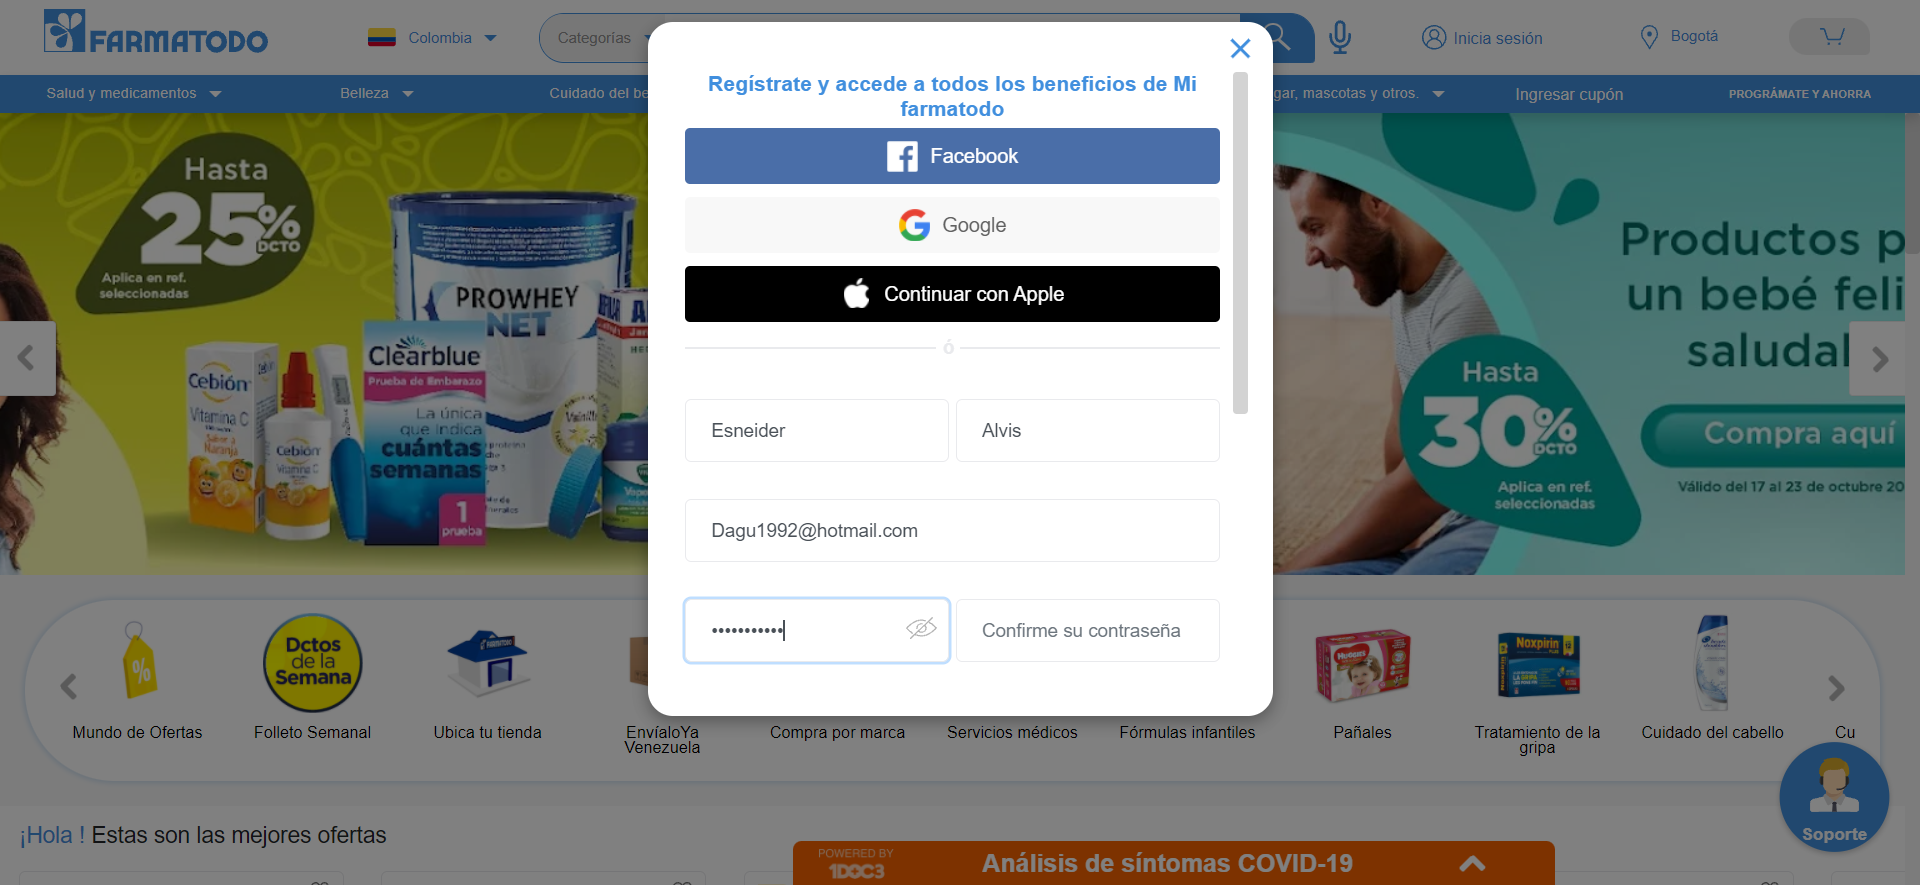 FARMATODO
Colombia
Categorías
Inicia sesión
Bogotá
Salud y medicamentos
Belleza
Cuidado del be
gar, mascotas y otros.
Ingresar cupón
PROGRÁMATE Y AHORRA
Regístrate y accede a todos los beneficios de Mi
farmatodo
Facebook
Google
Continuar con Apple
ó
Esneider
Alvis
Dagu1992@hotmail.com
•••••••••••
Confirme su contraseña
Hasta
25%
DCTO
Aplica en ref.
seleccionadas
PROWHEY
NET
Cebión
Vitamina C
Sabor a
Naranja
Cebión
Vitamina C
Clearblue
Prueba de Embarazo
La única
que indica
cuántas
semanas
1
prueba
Productos p
un bebé feli
saludal
Hasta
30%
DCTO
Aplica en ref.
seleccionadas
Compra aquí
Válido del 17 al 23 de octubre 20
%
Mundo de Ofertas
Dctos
de la
Semana
Folleto Semanal
FARMATODO
Ubica tu tienda
EnvíaloYa
Venezuela
Compra por marca
Servicios médicos
Fórmulas infantiles
HUGGIES
Pañales
Noxpirin
Tratamiento de la
gripa
Cuidado del cabello
Cu
Soporte
¡Hola ! Estas son las mejores ofertas
POWERED BY
1DOC3
Análisis de síntomas COVID-19